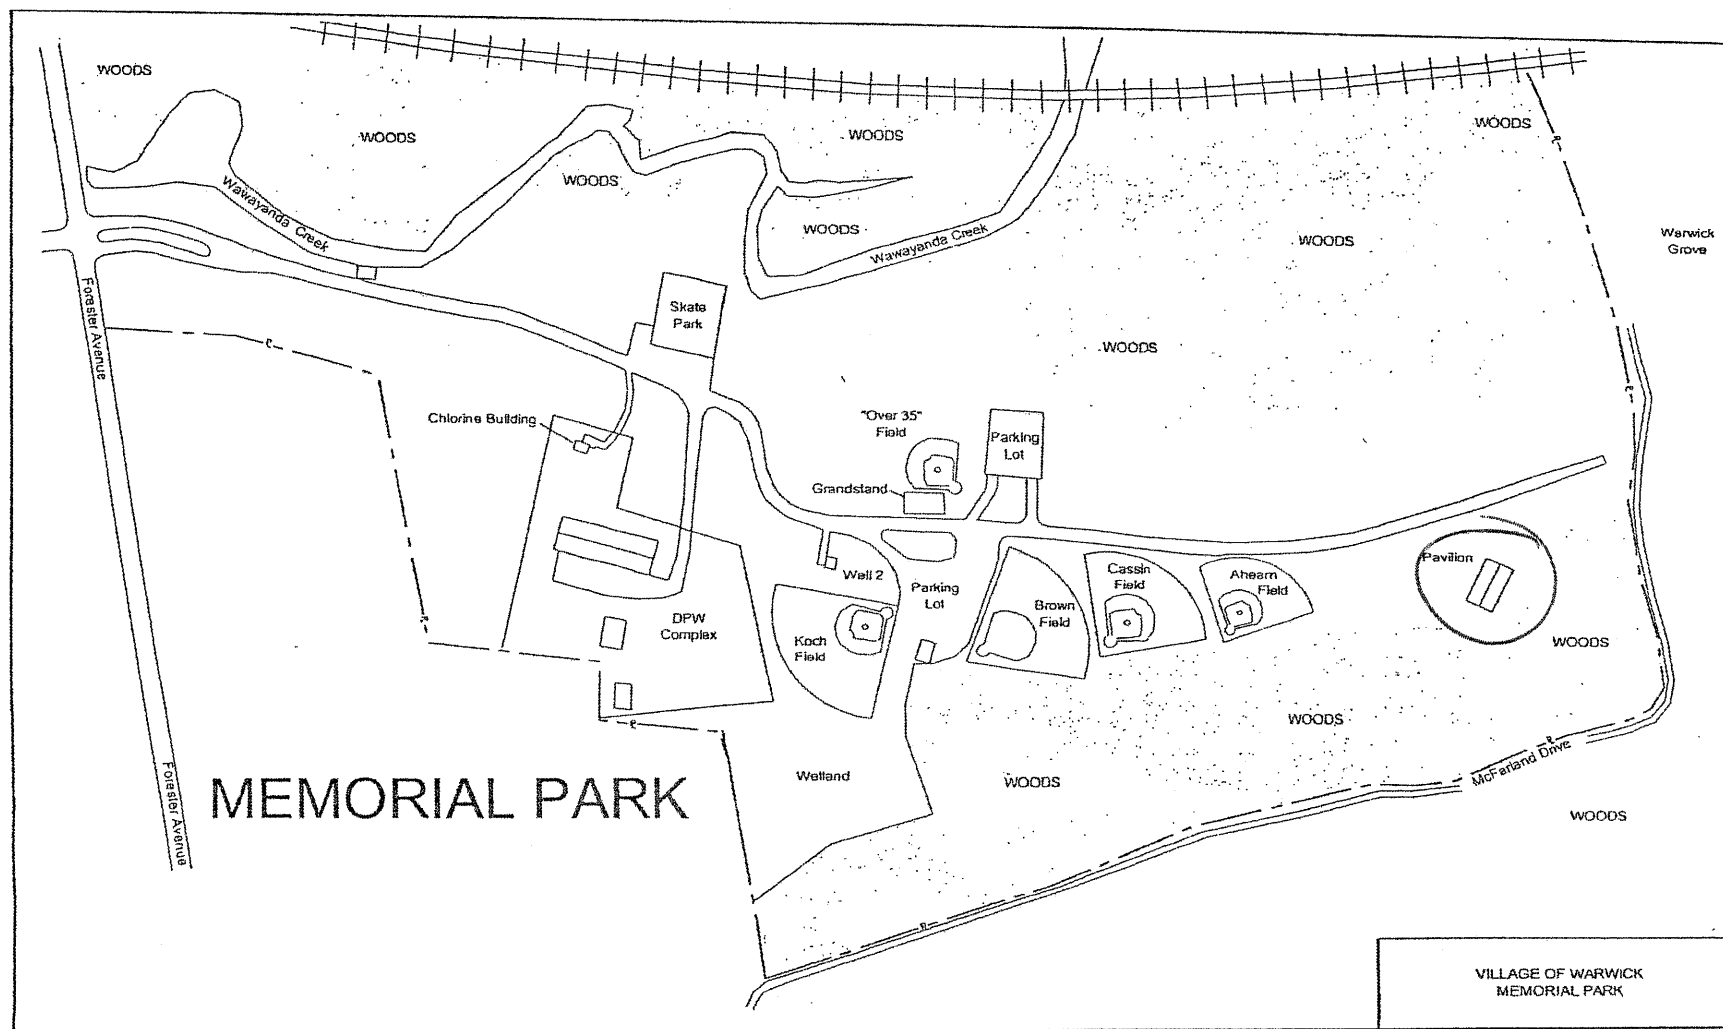 WOODS
WOODS
WOODS
WOODS
WOODS
WOODS
Wawayanda Creek
Wawayanda Creek
WOODS
Warwick
Grove
Forester Avenue
Skate
Park
WOODS
Chlorine Building
"Over 35"
Field
Parking
Lot
Grandstand
Well 2
Parking
Lot
Cassin
Field
Ahearn
Field
Pavilion
Brown
Field
DPW
Complex
Koch
Field
WOODS
WOODS
Wetland
WOODS
McFarland Drive
WOODS
Forester Avenue
MEMORIAL PARK
VILLAGE OF WARWICK
MEMORIAL PARK